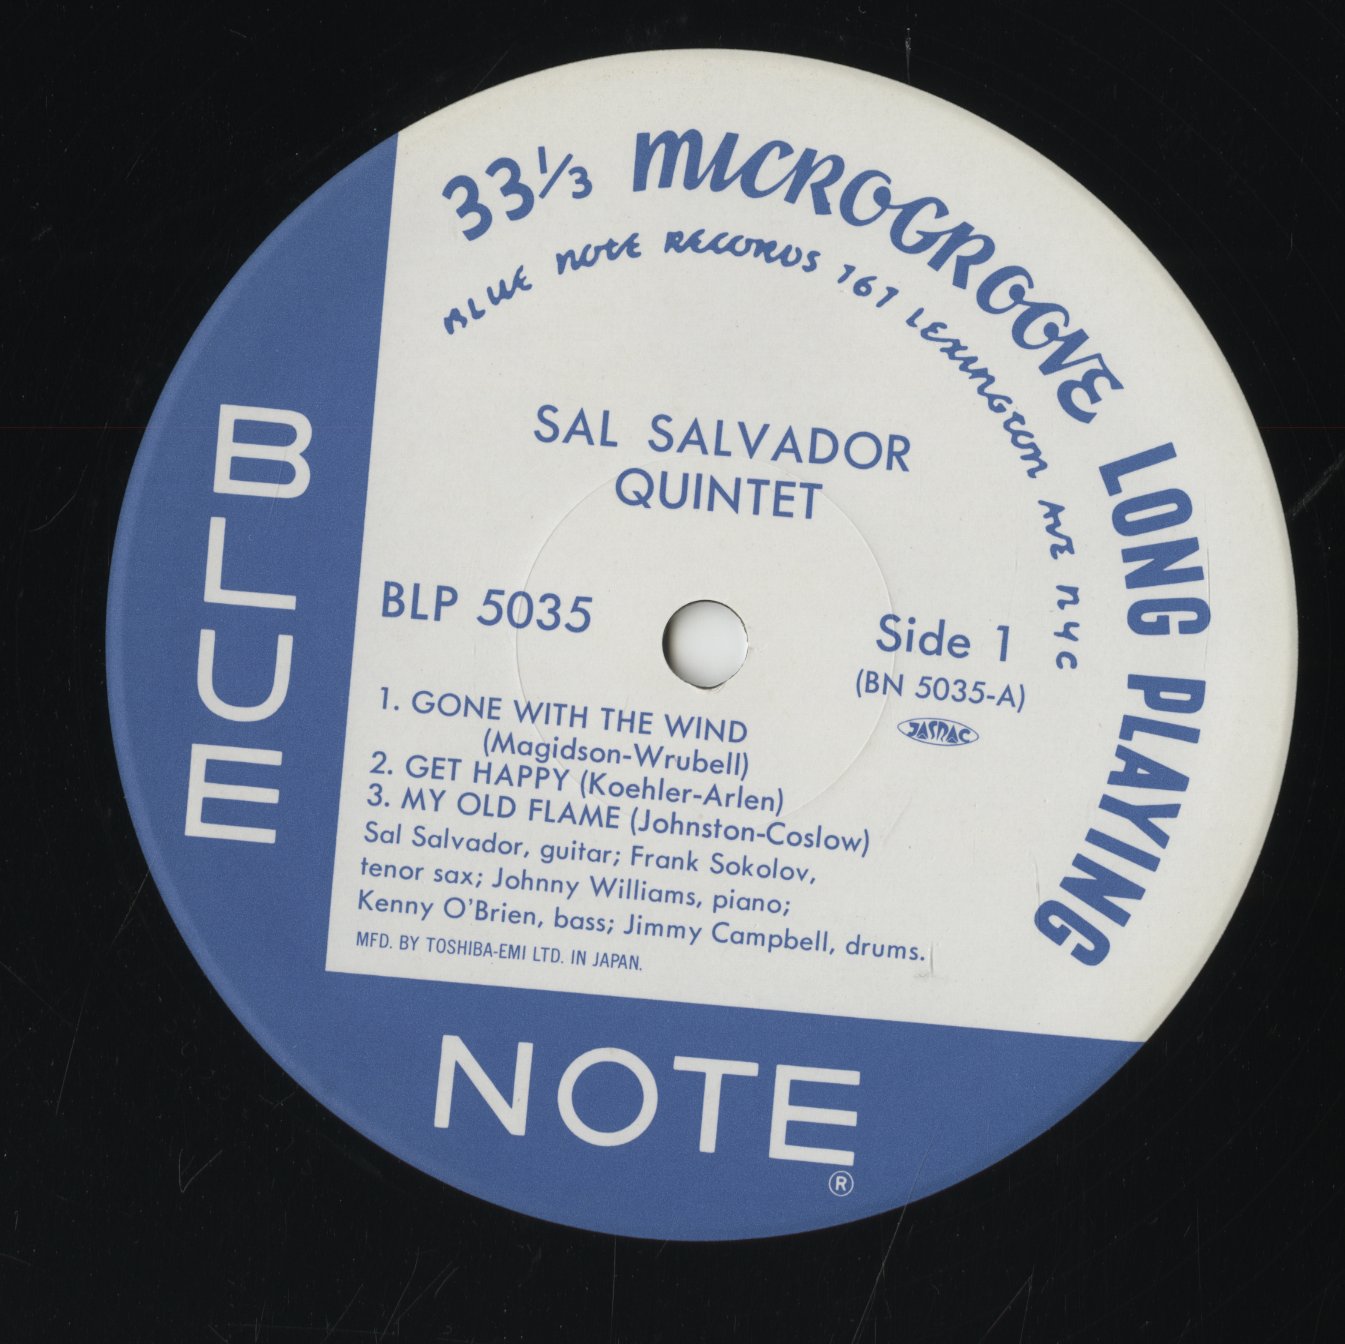 33⅓ MICROGROOVE LONG PLAYING
BLUE NOTE RECORDS 767 LEXINGTON AVE NYC
SAL SALVADOR
QUINTET
BLP 5035
Side 1
(BN 5035-A)
JASRAC
1. GONE WITH THE WIND
(Magidson-Wrubell)
2. GET HAPPY (Koehler-Arlen)
3. MY OLD FLAME (Johnston-Coslow)
Sal Salvador, guitar; Frank Sokolov,
tenor sax; Johnny Williams, piano;
Kenny O'Brien, bass; Jimmy Campbell, drums.
MFD. BY TOSHIBA-EMI LTD. IN JAPAN.
BLUE
NOTE
®